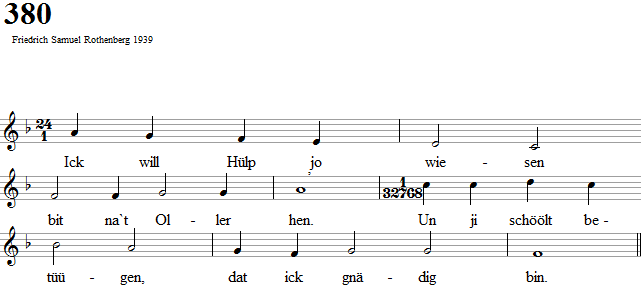 380
Friedrich Samuel Rothenberg 1939
24
1
Ick will Hülp jo wie - sen
1
32768
bit na`t Ol - ler hen. Un ji schöölt be -
tüü - gen, dat ick gnä - dig bin.